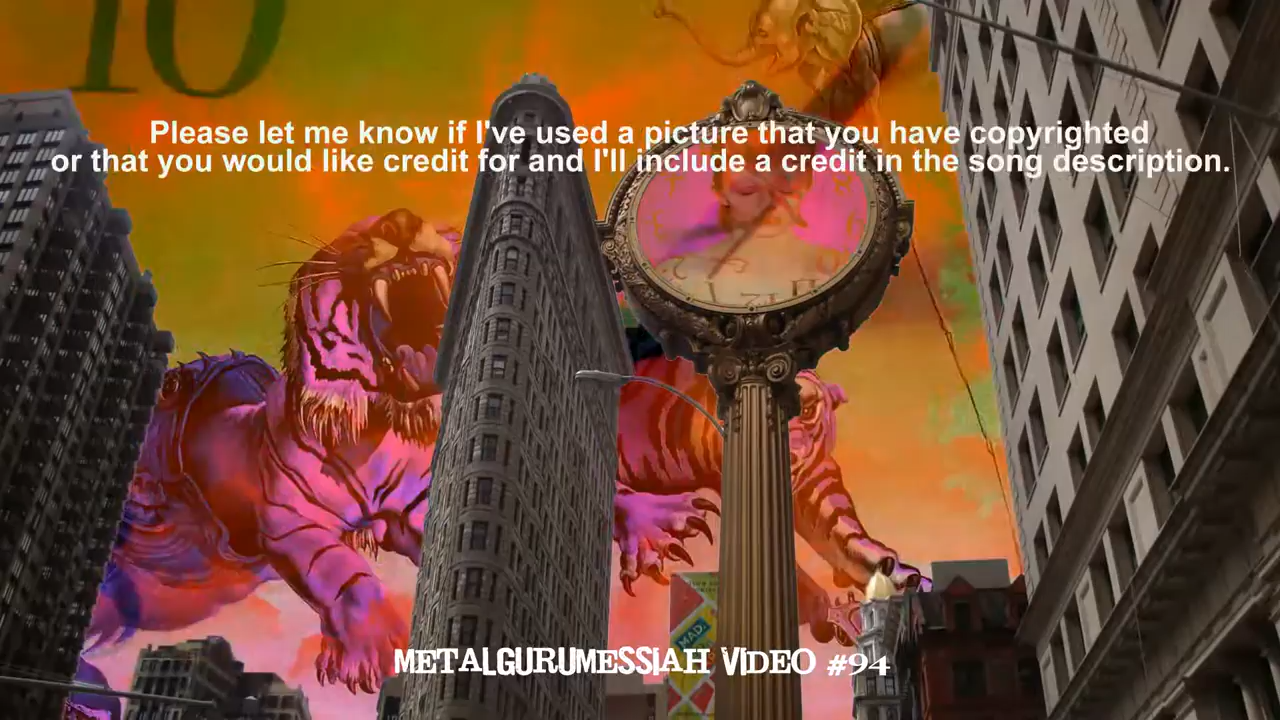 10
Please let me know if I've used a picture that you have copyrighted
or that you would like credit for and I'll include a credit in the song description.
MAD.
METALGURUMESSIAH VIDEO #94